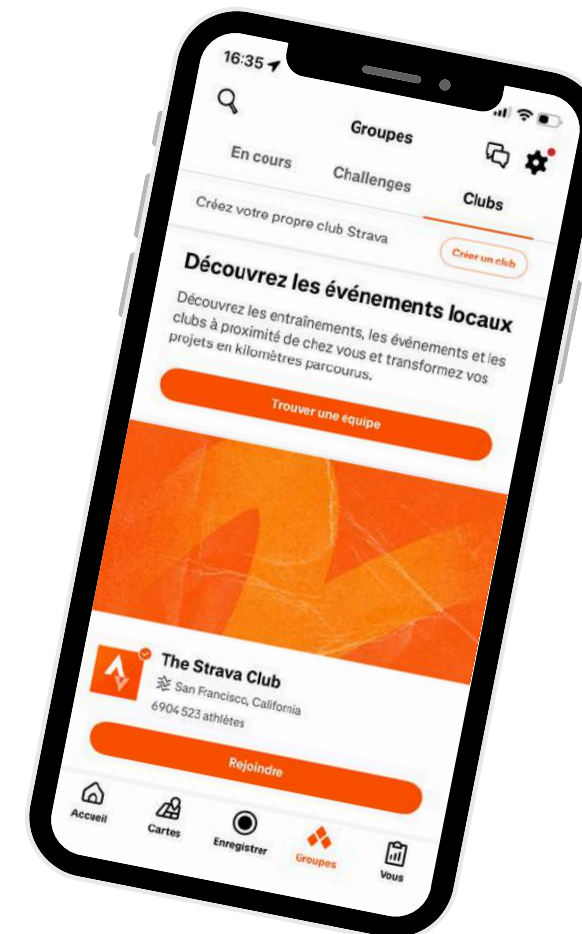 16:35
Groupes
En cours
Challenges
Clubs
Créez votre propre club Strava
Créer un club
Découvrez les événements locaux
Découvrez les entraînements, les événements et les
clubs à proximité de chez vous et transformez vos
projets en kilomètres parcourus.
Trouver une équipe
The Strava Club
San Francisco, California
6904 523 athlètes
Rejoindre
Accueil
Cartes
Enregistrer
Groupes
Vous